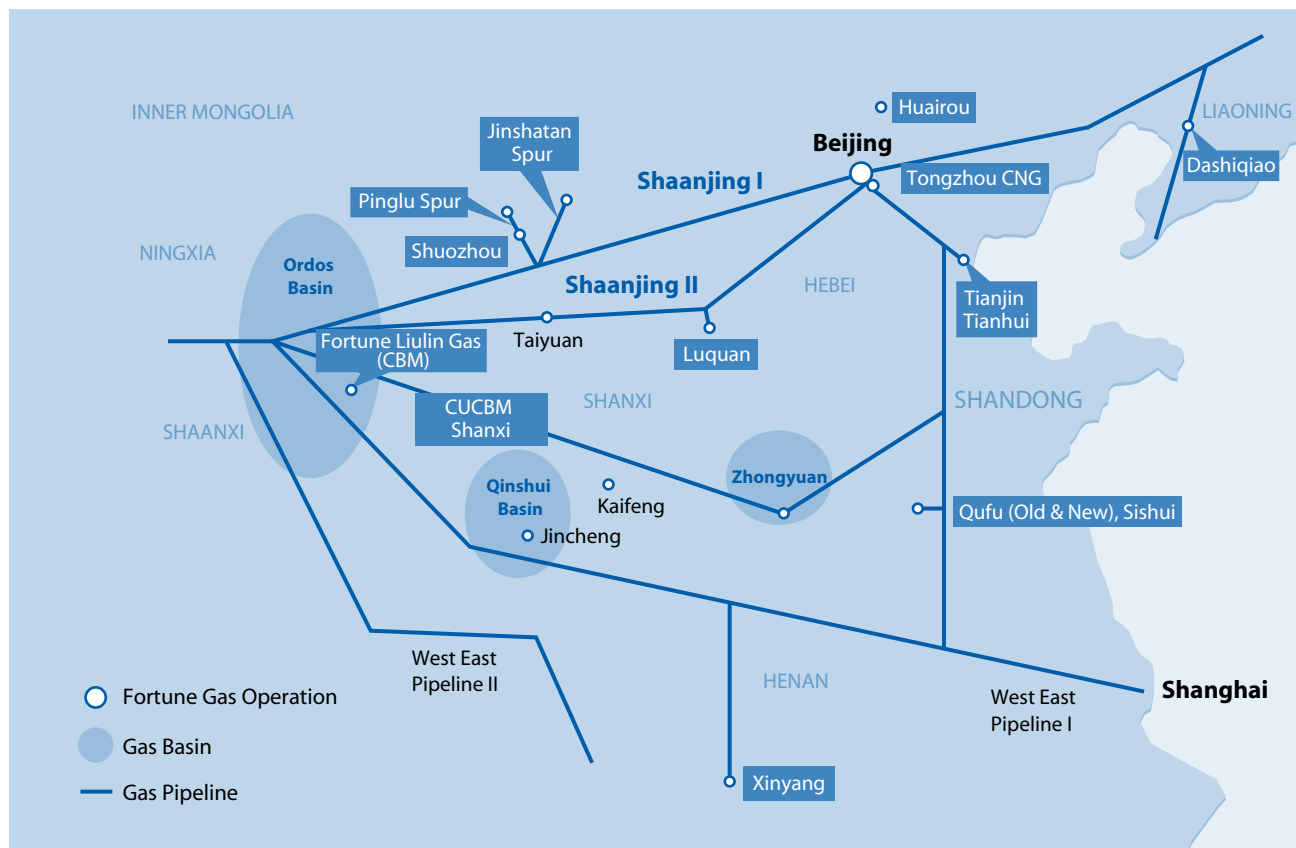 INNER MONGOLIA
Huairou
LIAONING
Jinshatan
Spur
Beijing
Dashiqiao
Shaanjing I
Tongzhou CNG
Pinglu Spur
Shuozhou
NINGXIA
Ordos
Basin
Shaanjing II
HEBEI
Tianjin
Tianhui
Fortune Liulin Gas
(CBM)
Taiyuan
Luquan
SHANXI
SHANDONG
CUCBM
Shanxi
SHAANXI
Zhongyuan
Qinshui
Basin
Kaifeng
Qufu (Old & New), Sishui
Jincheng
West East
Pipeline II
HENAN
West East
Pipeline I
Shanghai
Fortune Gas Operation
Gas Basin
Gas Pipeline
Xinyang